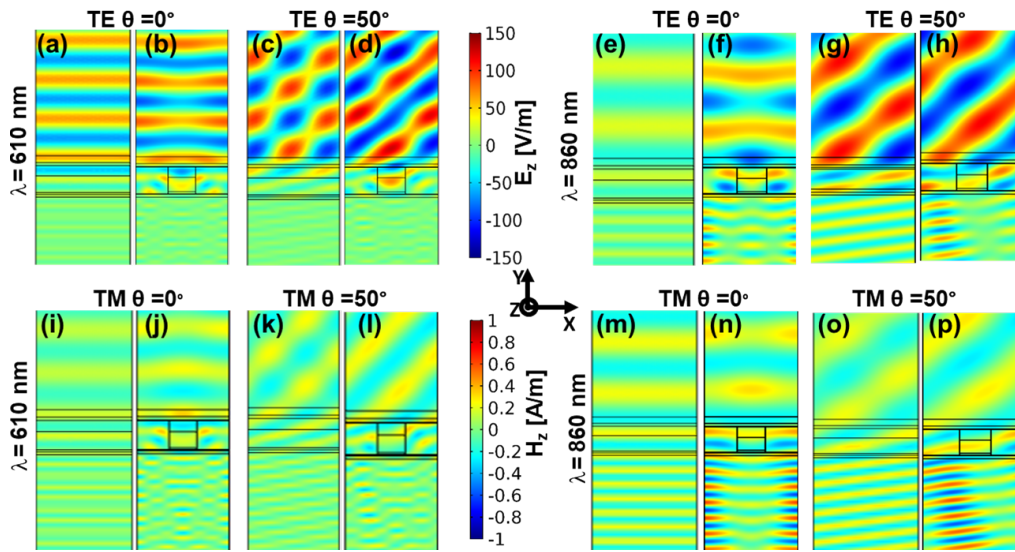 TE θ =0° TE θ =50° TE θ =0° TE θ =50°
(a) (b) (c) (d) (e) (f) (g) (h)
λ = 610 nm
150
100
50
0
-50
-100
-150
E_z [V/m]
λ = 860 nm
Y
Z X
TM θ =0° TM θ =50° TM θ =0° TM θ =50°
(i) (j) (k) (l) (m) (n) (o) (p)
λ = 610 nm
1
0.8
0.6
0.4
0.2
0
-0.2
-0.4
-0.6
-0.8
-1
H_z [A/m]
λ = 860 nm